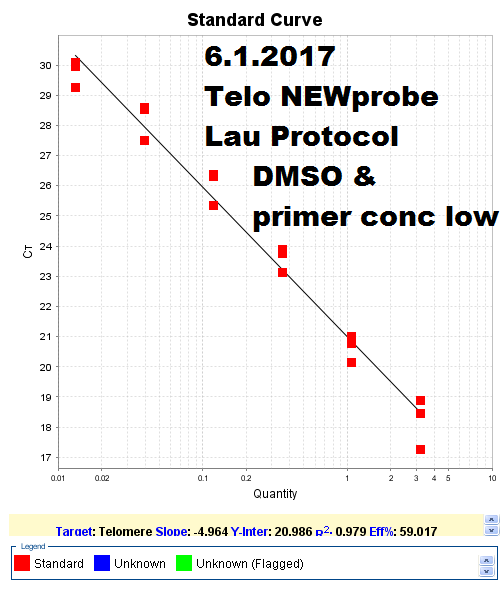 Standard Curve
6.1.2017
Telo NEWprobe
Lau Protocol
DMSO &
primer conc low
30
29
28
27
26
25
24
23
22
21
20
19
18
17
CT
0.01 0.02 0.1 0.2 1 2 3 4 5 10
Quantity
Target: Telomere Slope: -4.964 Y-Inter: 20.986 R2: 0.979 Eff%: 59.017
Legend
Standard Unknown Unknown (Flagged)